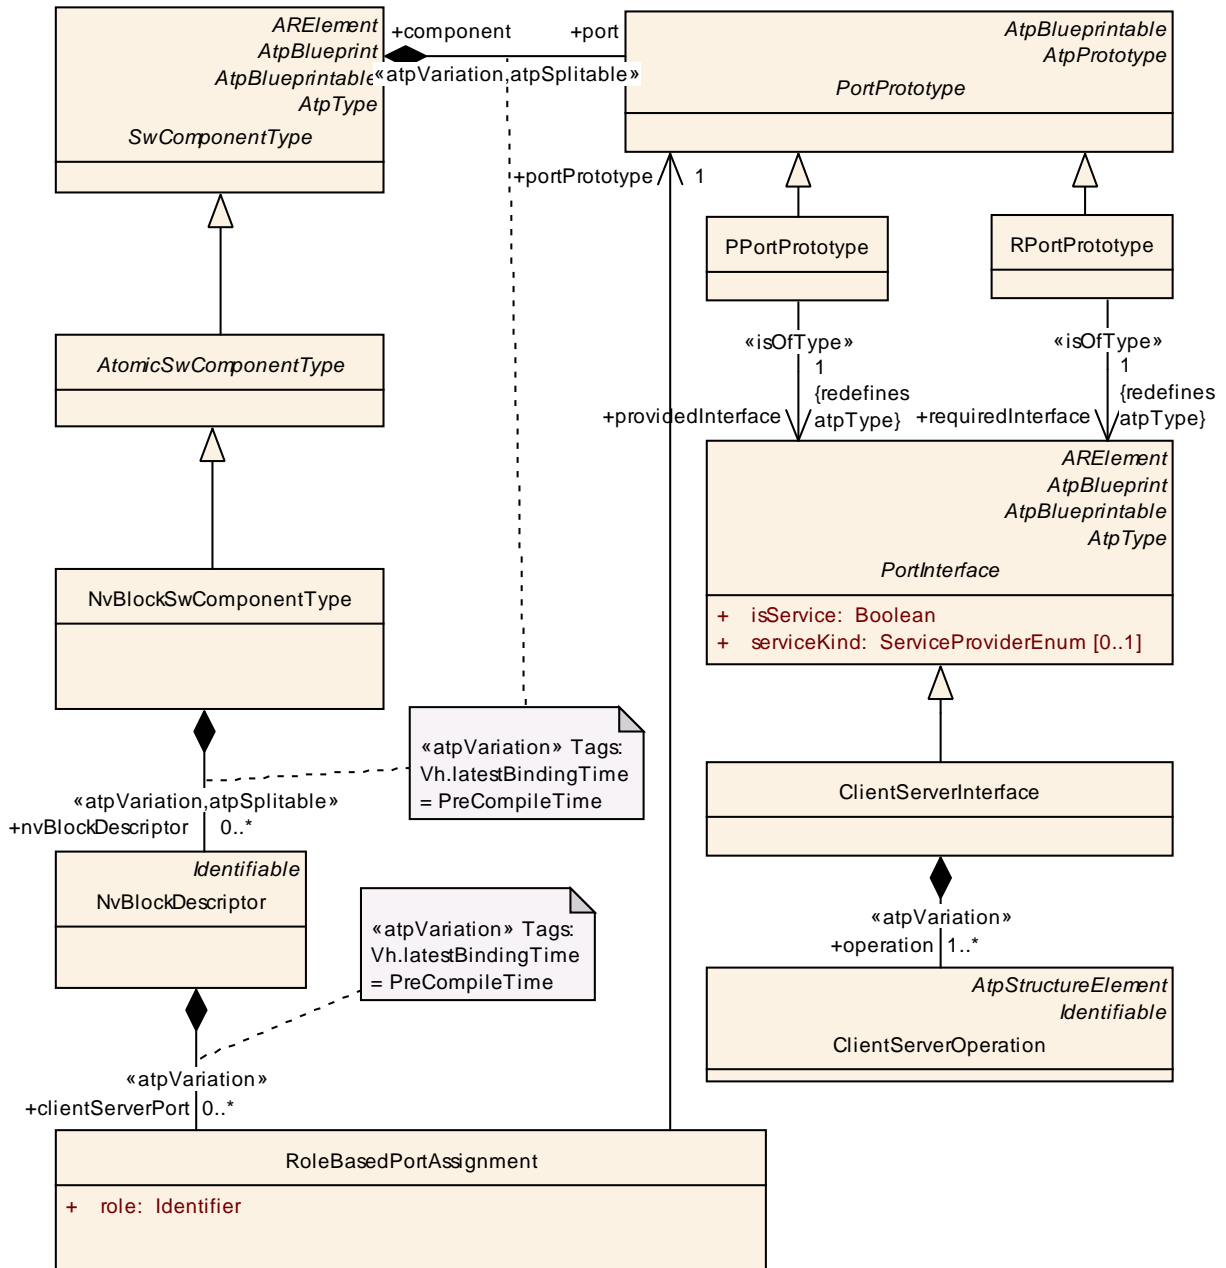 ARElement
AtpBlueprint
AtpBlueprintable
AtpType
SwComponentType
+component
+port
«atpVariation,atpSplitable»
AtpBlueprintable
AtpPrototype
PortPrototype
+portPrototype
1
PPortPrototype
RPortPrototype
«isOfType»
1
{redefines
atpType}
+providedInterface
«isOfType»
1
{redefines
atpType}
+requiredInterface
AtomicSwComponentType
ARElement
AtpBlueprint
AtpBlueprintable
AtpType
PortInterface
+ isService: Boolean
+ serviceKind: ServiceProviderEnum [0..1]
NvBlockSwComponentType
«atpVariation» Tags:
Vh.latestBindingTime
= PreCompileTime
«atpVariation,atpSplitable»
+nvBlockDescriptor
0..*
ClientServerInterface
Identifiable
NvBlockDescriptor
«atpVariation» Tags:
Vh.latestBindingTime
= PreCompileTime
«atpVariation»
+operation
1..*
AtpStructureElement
Identifiable
ClientServerOperation
«atpVariation»
+clientServerPort
0..*
RoleBasedPortAssignment
+ role: Identifier